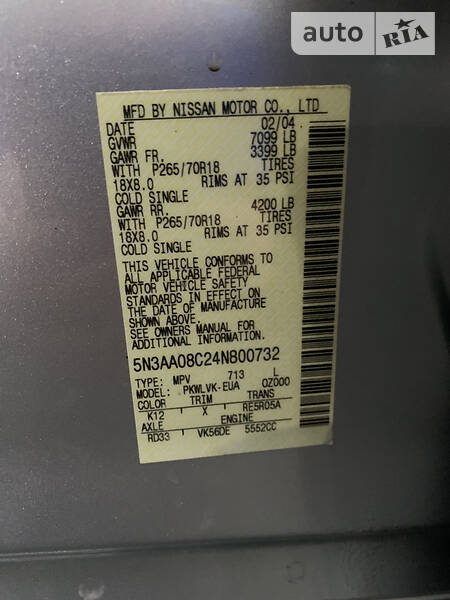 auto RIA
MFD BY NISSAN MOTOR CO., LTD
DATE 02/04
GVWR 7099 LB
GAWR FR. 3399 LB
WITH P265/70R18 TIRES
18X8.0 RIMS AT 35 PSI
COLD SINGLE
GAWR RR. 4200 LB
WITH P265/70R18 TIRES
18X8.0 RIMS AT 35 PSI
COLD SINGLE
THIS VEHICLE CONFORMS TO
ALL APPLICABLE FEDERAL
MOTOR VEHICLE SAFETY
STANDARDS IN EFFECT ON
THE DATE OF MANUFACTURE
SHOWN ABOVE.
SEE OWNERS MANUAL FOR
ADDITIONAL INFORMATION
5N3AA08C24N800732
TYPE: MPV 713 L
MODEL: PKWLVK-EUA 0Z000
COLOR TRIM TRANS
K12 X RE5R05A
AXLE ENGINE
RD33 VK56DE 5552CC